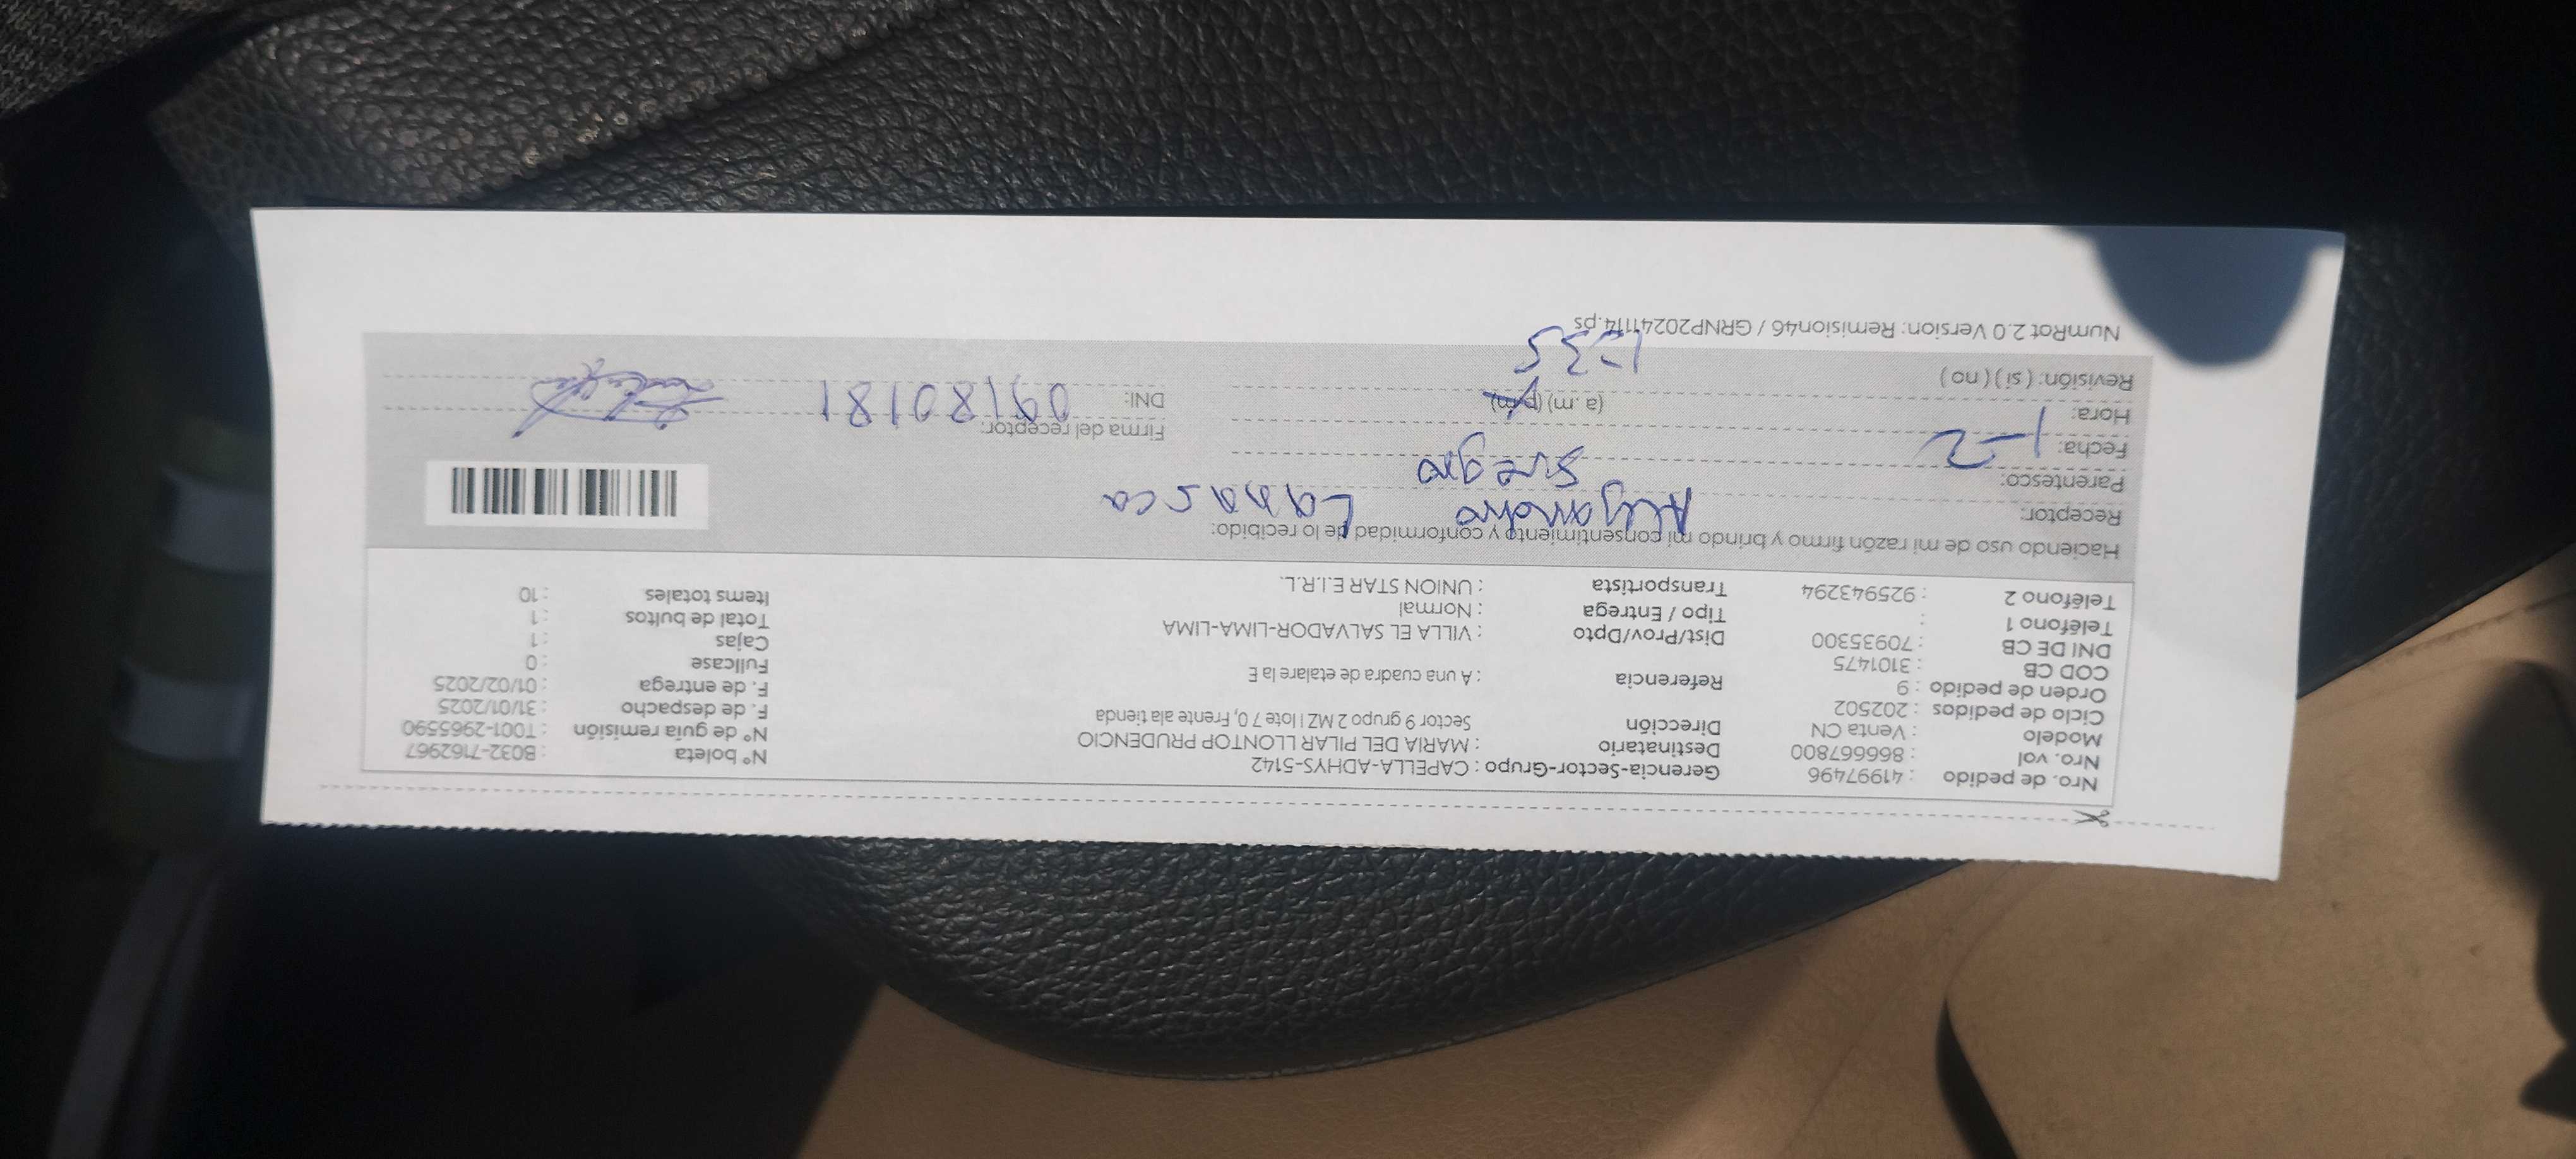 Nro. de pedido : 41997496 Gerencia-Sector-Grupo : CAPELLA-ADHYS-5142 N° boleta : B032-7162967
Nro. vol : 866667800 Destinatario : MARIA DEL PILAR LLONTOP PRUDENCIO N° de guía remisión : T001-2965590
Modelo : Venta CN Dirección Sector 9 grupo 2 MZ I lote 7 0, Frente ala tienda F. de despacho : 31/01/2025
Ciclo de pedidos : 202502 F. de entrega : 01/02/2025
Orden de pedido : 9 Referencia : A una cuadra de etalare la E Fullcase : 0
COD CB : 3101475 Cajas : 1
DNI DE CB : 70935300 Dist/Prov/Dpto : VILLA EL SALVADOR-LIMA-LIMA Total de bultos : 1
Teléfono 1 : Tipo / Entrega : Normal Items totales : 10
Teléfono 2 : 925943294 Transportista : UNION STAR E.I.R.L.
Haciendo uso de mi razón firmo y brindo mi consentimiento y conformidad de lo recibido:
Receptor: Lanasca
Parentesco: suegra
Fecha: 1-2 Firma del receptor:
Hora: (a. m) (p.m) DNI: 09180181
Revisión: ( si ) ( no ) 1-35
NumRot 2.0 Version: Remision46 / GRNP20241114.ps